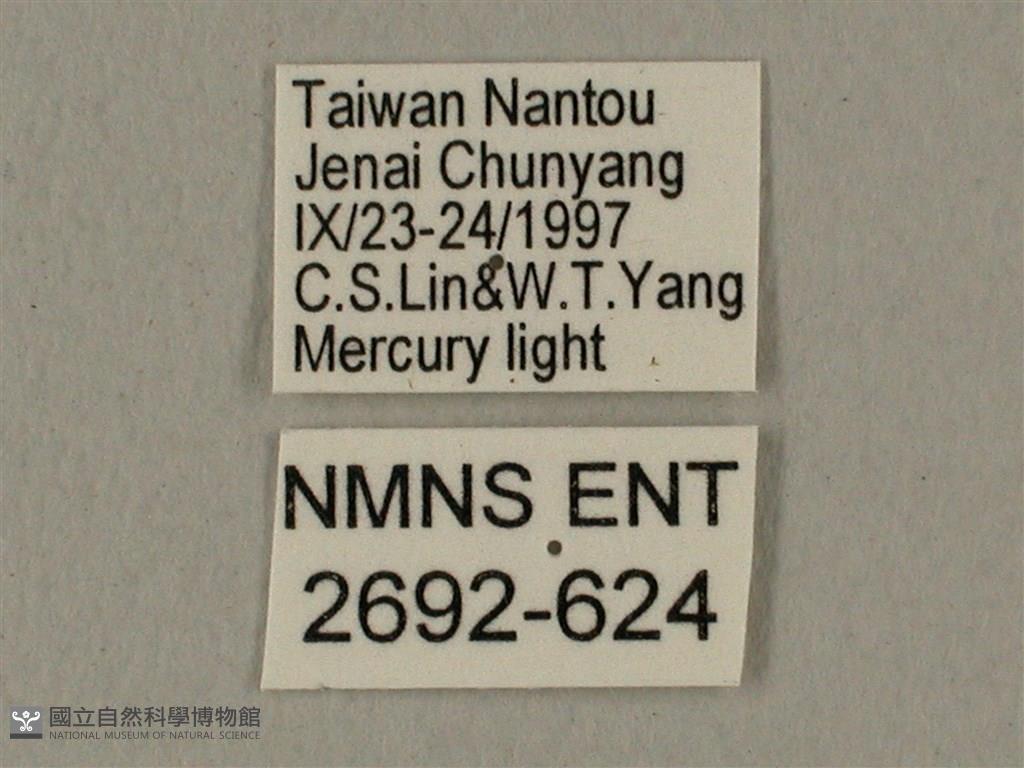 Taiwan Nantou
Jenai Chunyang
IX/23-24/1997
C.S.Lin&W.T.Yang
Mercury light
NMNS ENT
2692-624
國立自然科學博物館
NATIONAL MUSEUM OF NATURAL SCIENCE